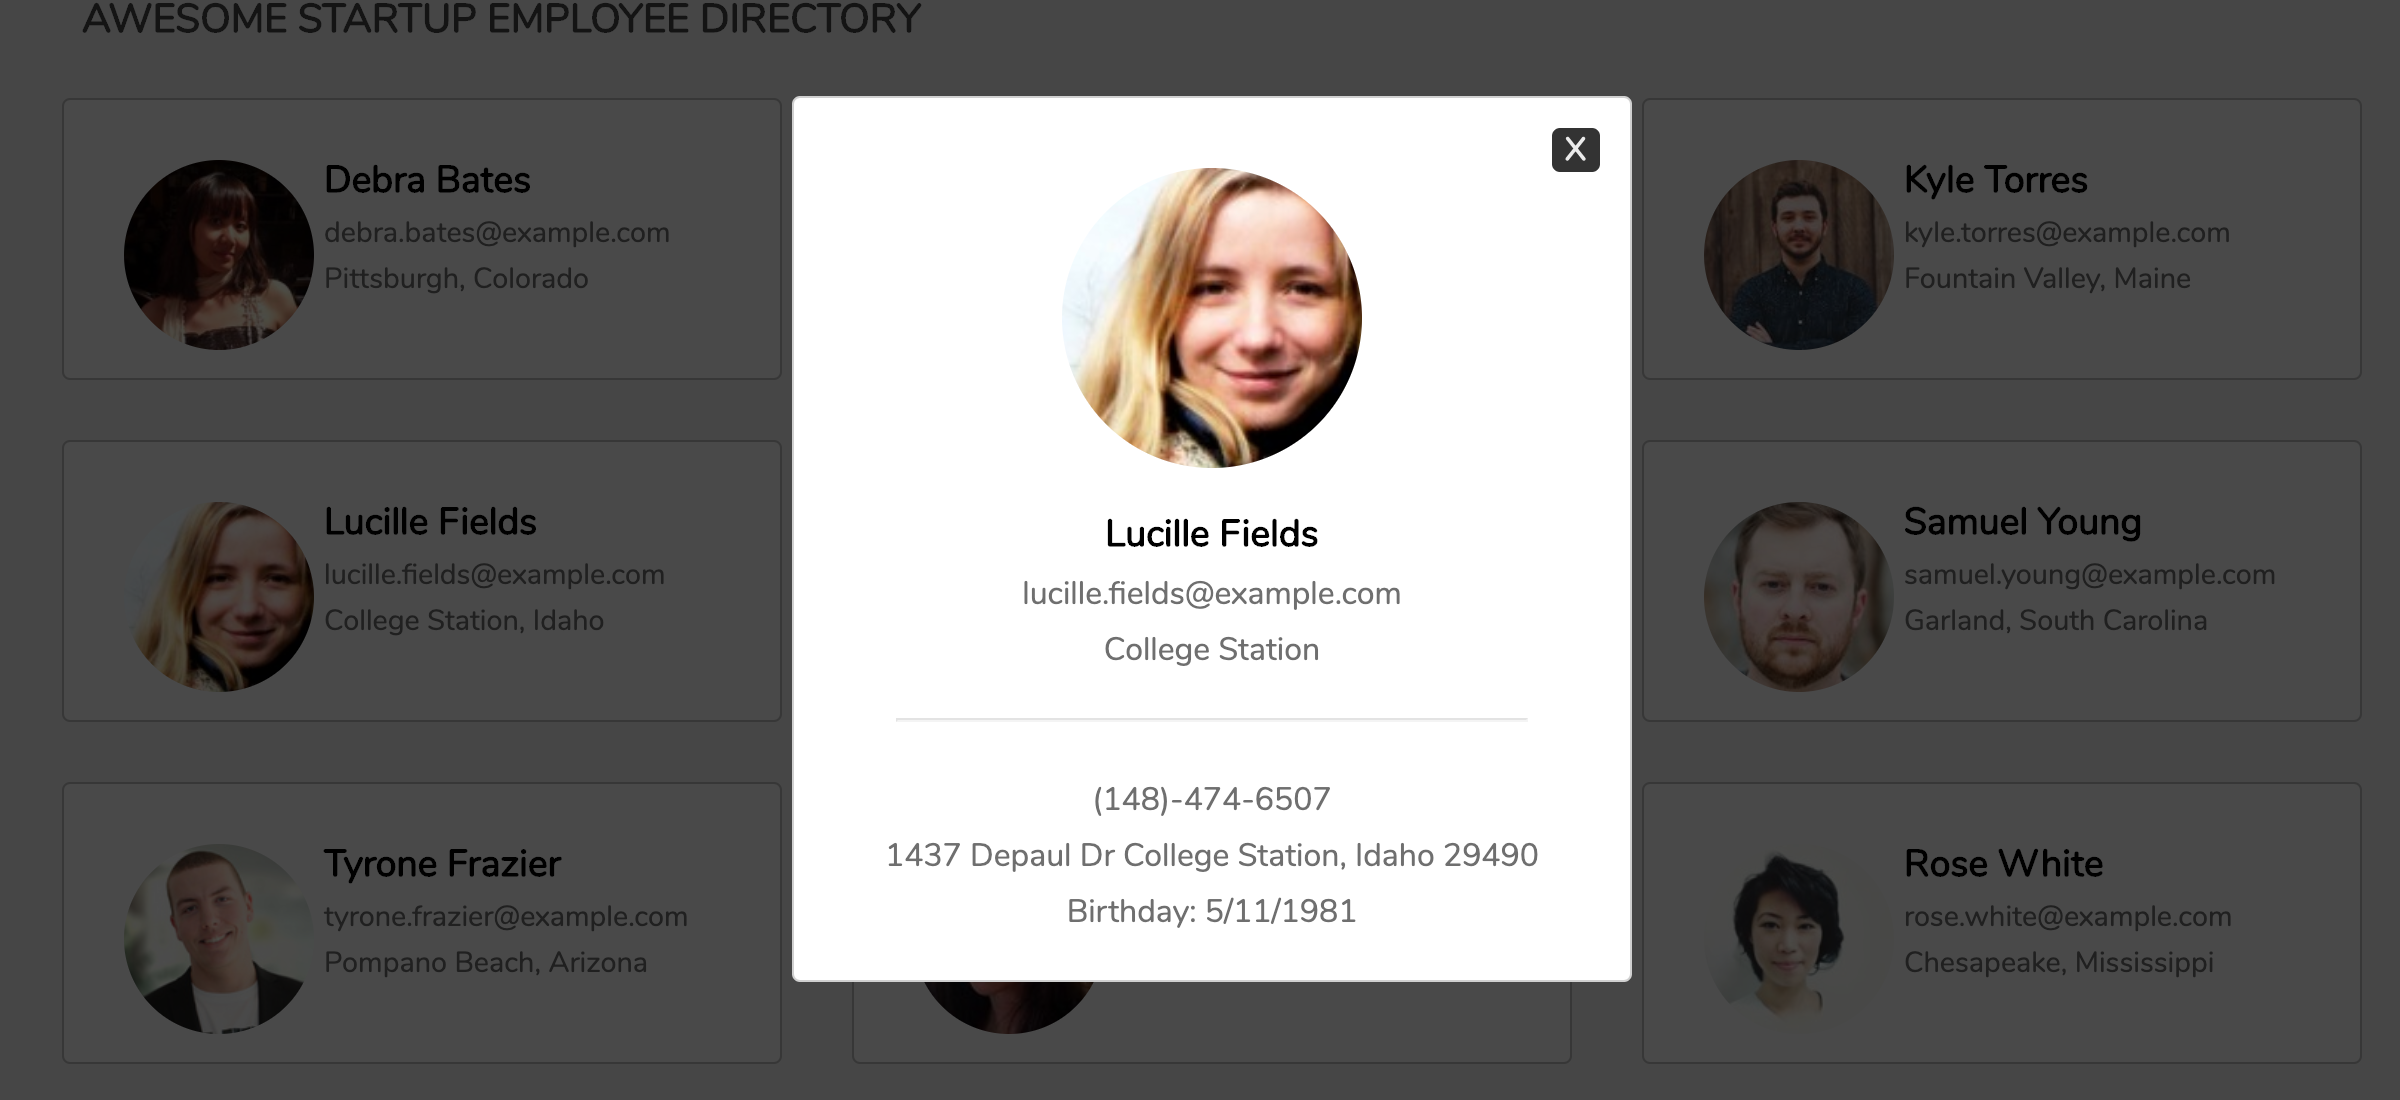 AWESOME STARTUP EMPLOYEE DIRECTORY
Debra Bates
debra.bates@example.com
Pittsburgh, Colorado
Kyle Torres
kyle.torres@example.com
Fountain Valley, Maine
Lucille Fields
lucille.fields@example.com
College Station, Idaho
Samuel Young
samuel.young@example.com
Garland, South Carolina
Tyrone Frazier
tyrone.frazier@example.com
Pompano Beach, Arizona
Rose White
rose.white@example.com
Chesapeake, Mississippi
X
Lucille Fields
lucille.fields@example.com
College Station
(148)-474-6507
1437 Depaul Dr College Station, Idaho 29490
Birthday: 5/11/1981